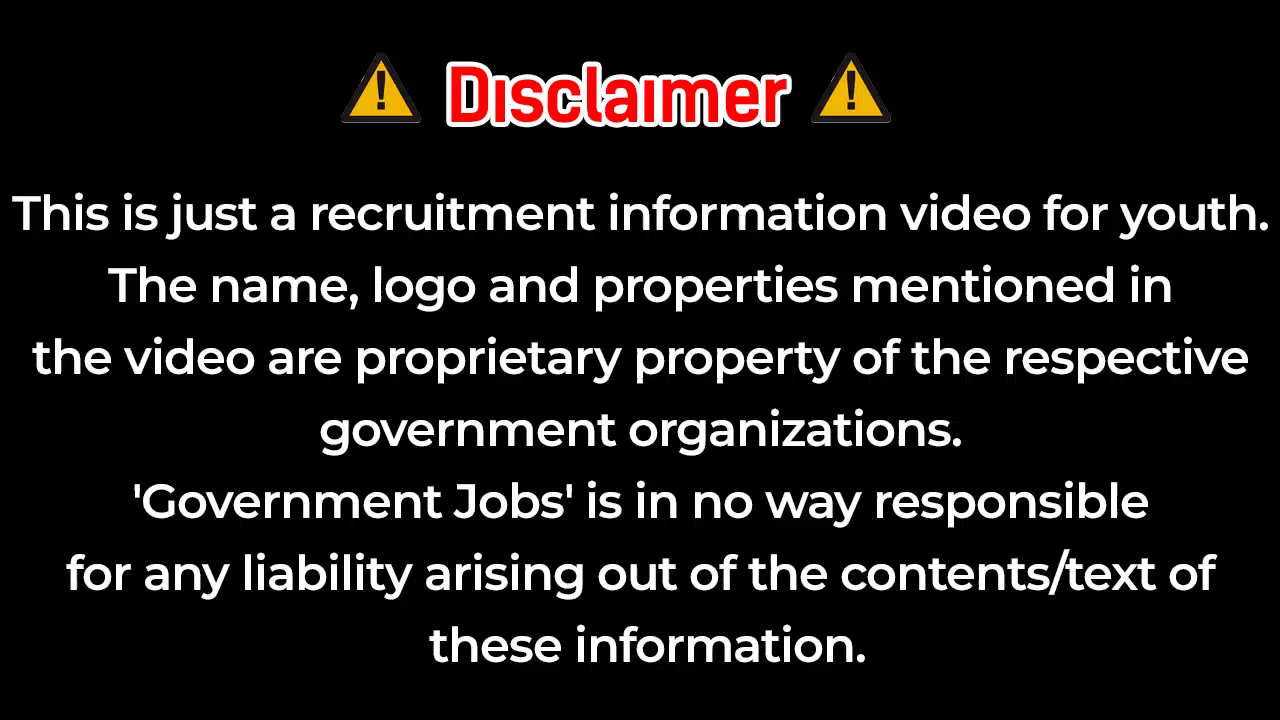 Disclaimer
This is just a recruitment information video for youth.
The name, logo and properties mentioned in
the video are proprietary property of the respective
government organizations.
'Government Jobs' is in no way responsible
for any liability arising out of the contents/text of
these information.